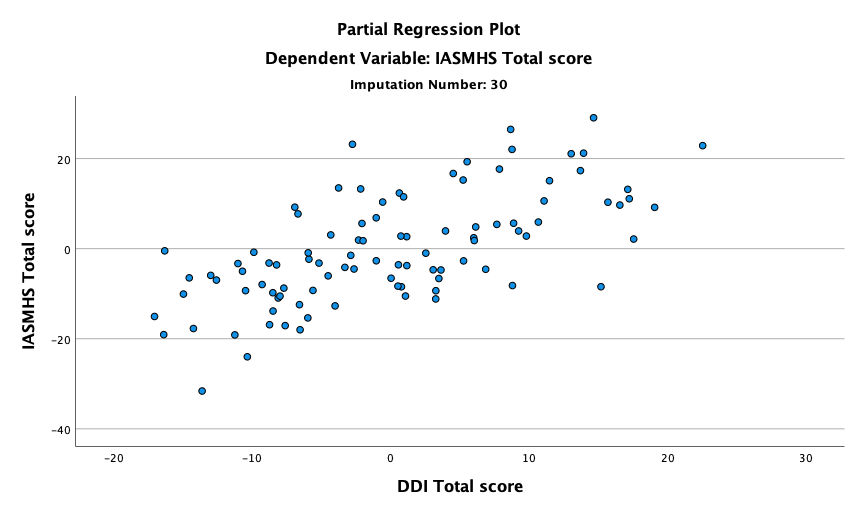 Partial Regression Plot
Dependent Variable: IASMHS Total score
Imputation Number: 30
IASMHS Total score
20
0
−20
−40
−20 −10 0 10 20 30
DDI Total score